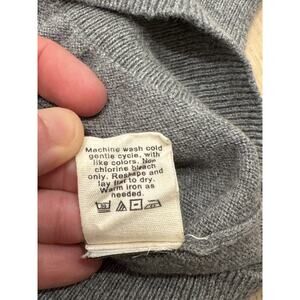 Machine wash cold
gentle cycle, with
like colors. Non
chlorine bleach
only. Reshape and
lay flat to dry.
Warm iron as
needed.